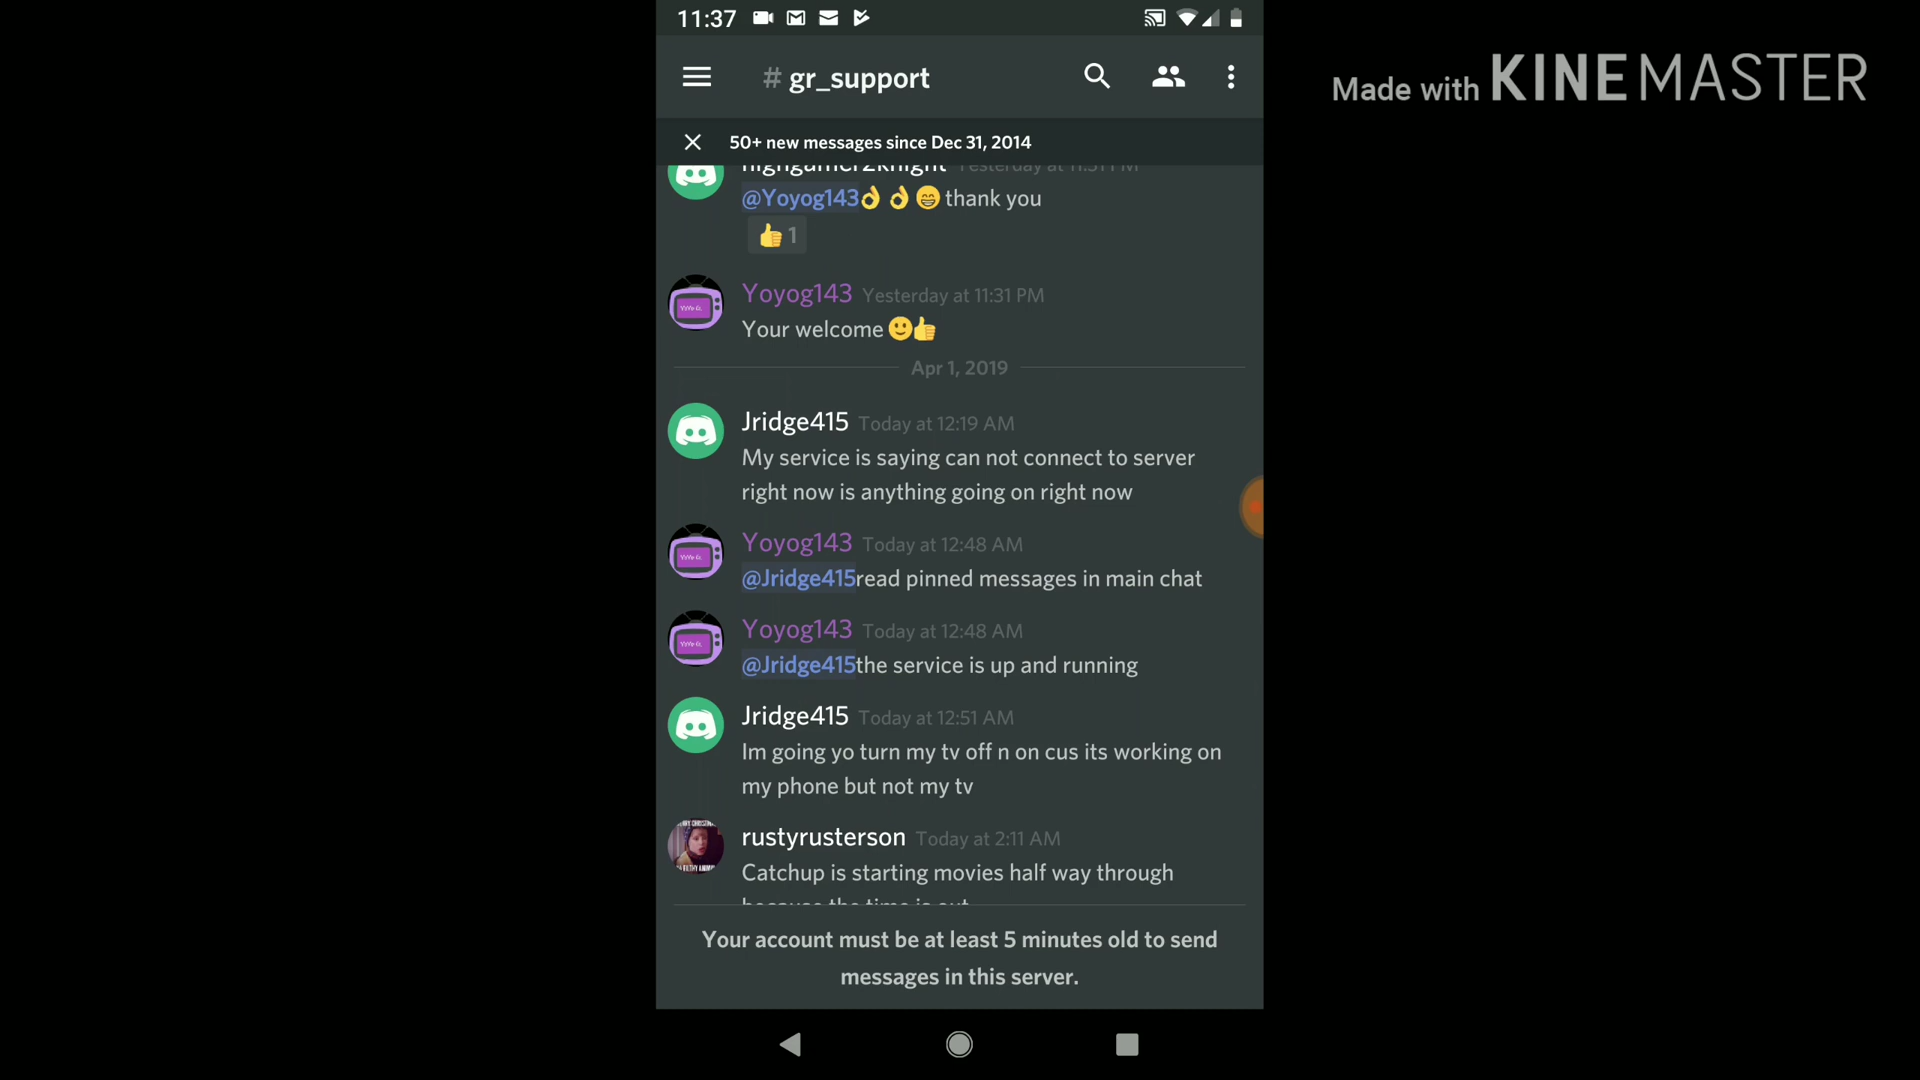 11:37
# gr_support
Made with KINEMASTER
50+ new messages since Dec 31, 2014
highgamer2knight Yesterday at 11:31 PM
@Yoyog143👌👌😁thank you
👍 1
Yoyog143 Yesterday at 11:31 PM
Your welcome 🙂👍
Apr 1, 2019
Jridge415 Today at 12:19 AM
My service is saying can not connect to server
right now is anything going on right now
Yoyog143 Today at 12:48 AM
@Jridge415read pinned messages in main chat
Yoyog143 Today at 12:48 AM
@Jridge415the service is up and running
Jridge415 Today at 12:51 AM
Im going yo turn my tv off n on cus its working on
my phone but not my tv
rustyrusterson Today at 2:11 AM
Catchup is starting movies half way through
because the time is out
Your account must be at least 5 minutes old to send
messages in this server.